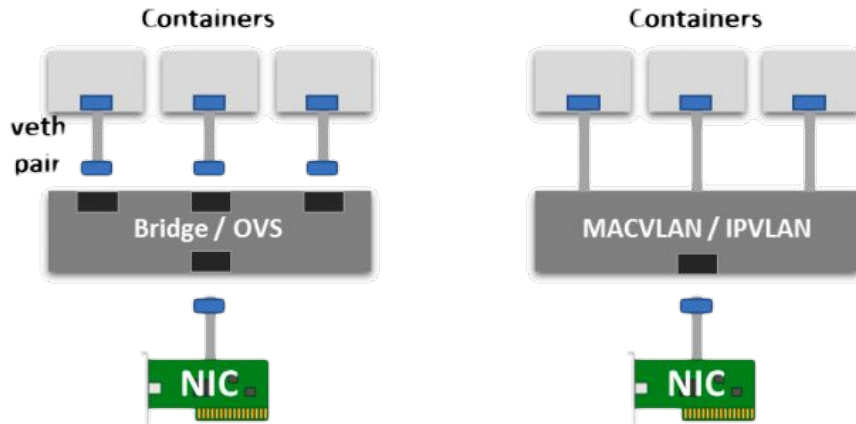 Containers
Containers
veth
pair
Bridge / OVS
MACVLAN / IPVLAN
NIC
NIC